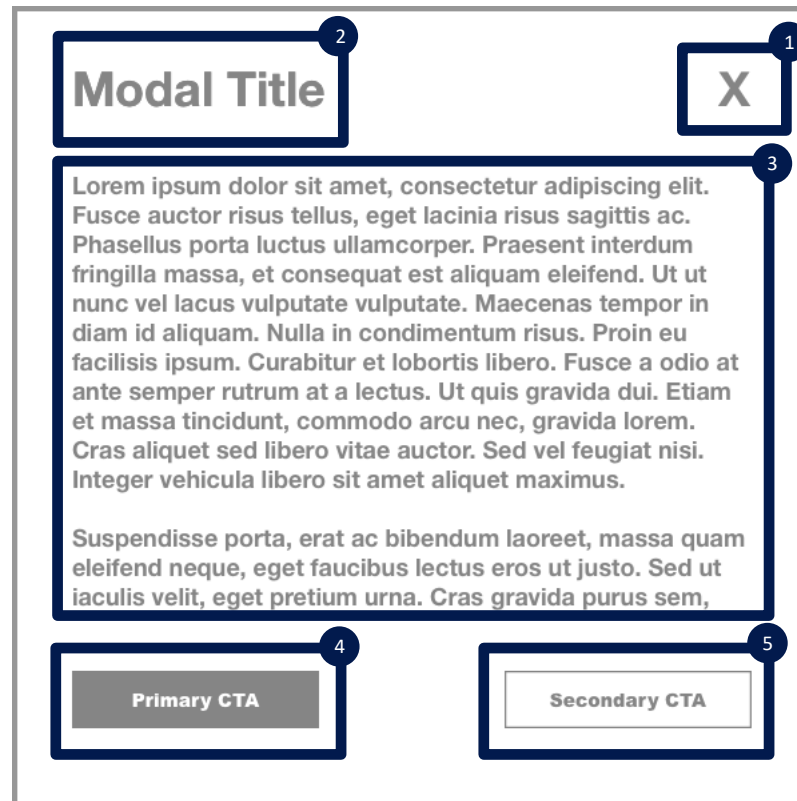 2
1
Modal Title
X
3
Lorem ipsum dolor sit amet, consectetur adipiscing elit.
Fusce auctor risus tellus, eget lacinia risus sagittis ac.
Phasellus porta luctus ullamcorper. Praesent interdum
fringilla massa, et consequat est aliquam eleifend. Ut ut
nunc vel lacus vulputate vulputate. Maecenas tempor in
diam id aliquam. Nulla in condimentum risus. Proin eu
facilisis ipsum. Curabitur et lobortis libero. Fusce a odio at
ante semper rutrum at a lectus. Ut quis gravida dui. Etiam
et massa tincidunt, commodo arcu nec, gravida lorem.
Cras aliquet sed libero vitae auctor. Sed vel feugiat nisi.
Integer vehicula libero sit amet aliquet maximus.
Suspendisse porta, erat ac bibendum laoreet, massa quam
eleifend neque, eget faucibus lectus eros ut justo. Sed ut
iaculis velit, eget pretium urna. Cras gravida purus sem,
4
5
Primary CTA
Secondary CTA